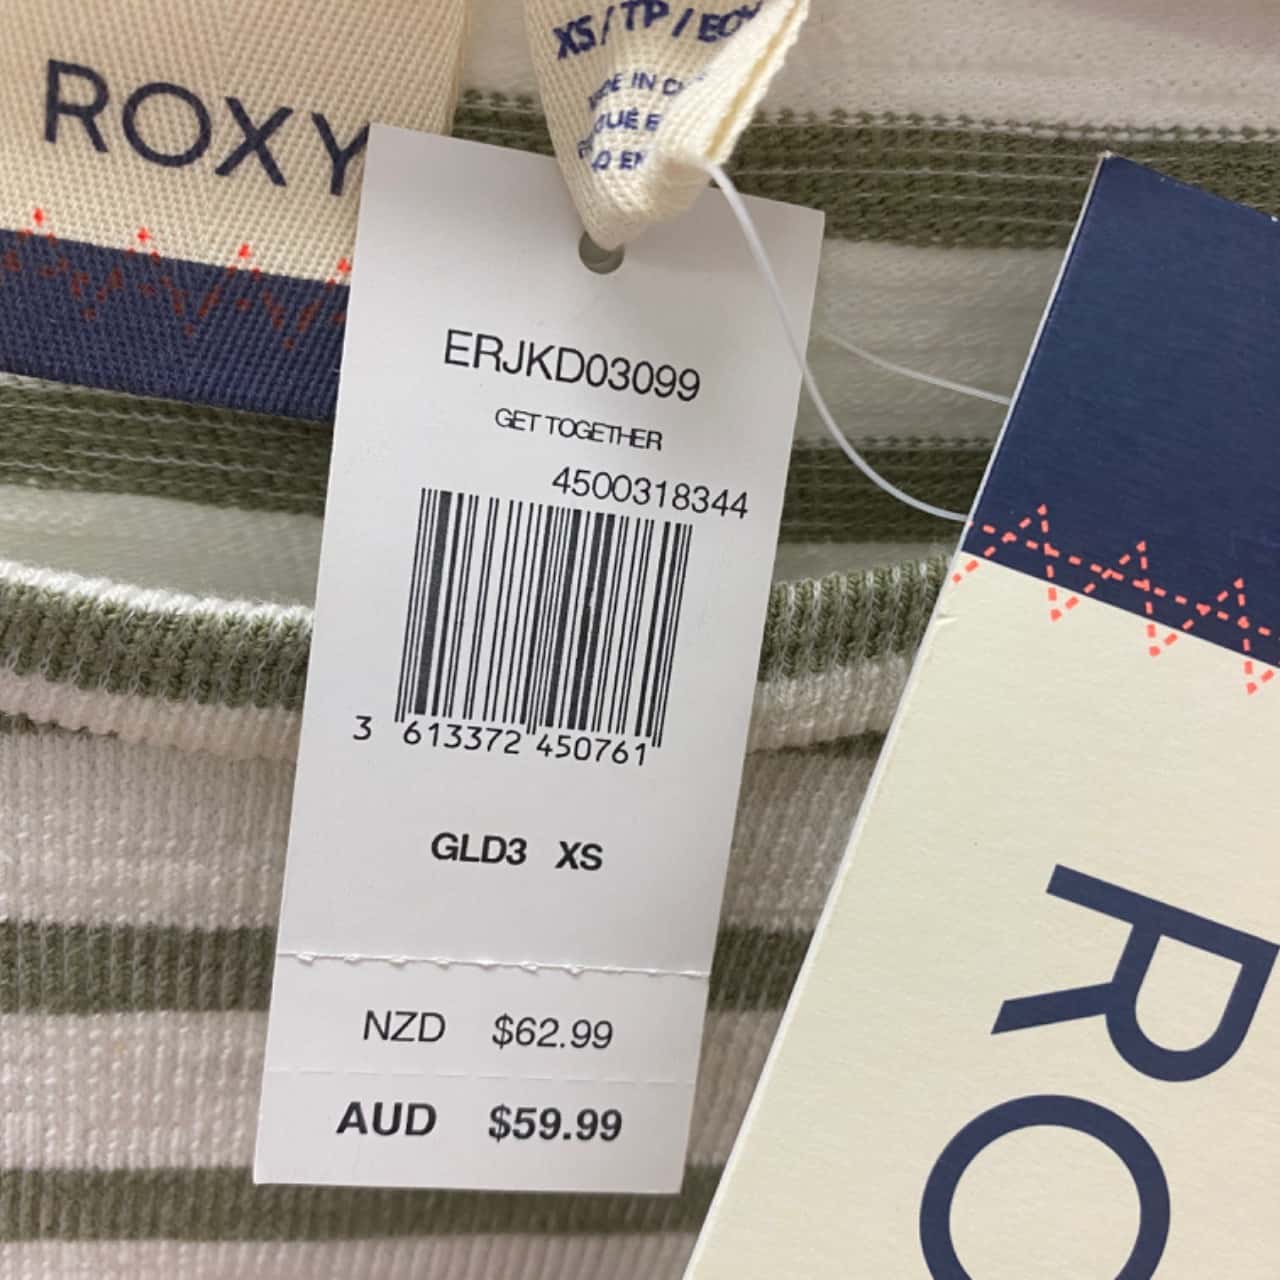 ROXY
XS / TP /
ERJKD03099
GET TOGETHER
4500318344
3 613372 450761
GLD3 XS
NZD $62.99
AUD $59.99
RO